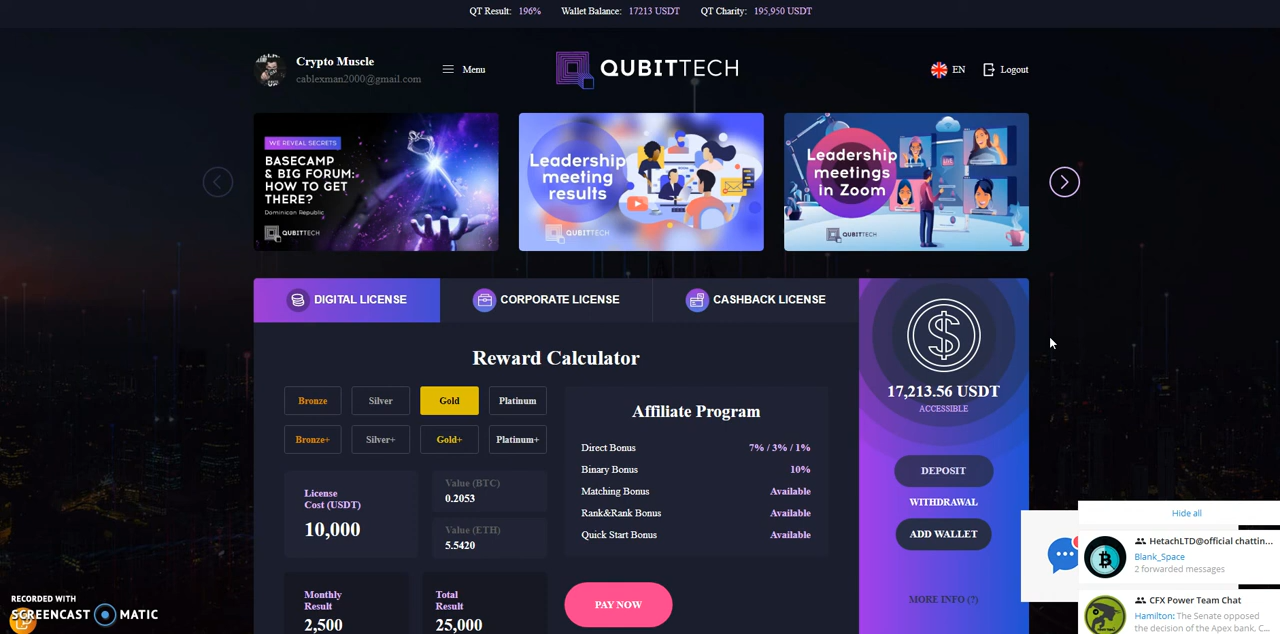 QT Result: 196% Wallet Balance: 17213 USDT QT Charity: 195,950 USDT
Crypto Muscle
cablexman2000@gmail.com
Menu
QUBITTECH
EN
Logout
WE REVEAL SECRETS
BASECAMP
& BIG FORUM:
HOW TO GET
THERE?
Dominican Republic
QUBITTECH
Leadership
meeting
results
QUBITTECH
Leadership
meetings
in Zoom
QUBITTECH
DIGITAL LICENSE
CORPORATE LICENSE
CASHBACK LICENSE
Reward Calculator
Bronze Silver Gold Platinum
Bronze+ Silver+ Gold+ Platinum+
License
Cost (USDT)
10,000
Value (BTC)
0.2053
Value (ETH)
5.5420
Monthly
Result
2,500
Total
Result
25,000
Affiliate Program
Direct Bonus 7% / 3% / 1%
Binary Bonus 10%
Matching Bonus Available
Rank&Rank Bonus Available
Quick Start Bonus Available
PAY NOW
17,213.56 USDT
ACCESSIBLE
DEPOSIT
WITHDRAWAL
ADD WALLET
MORE INFO (?)
Hide all
HetachLTD@official chattin...
Blank_Space
2 forwarded messages
CFX Power Team Chat
Hamilton: The Senate opposed
the decision of the Apex bank, C...
RECORDED WITH
SCREENCAST MATIC